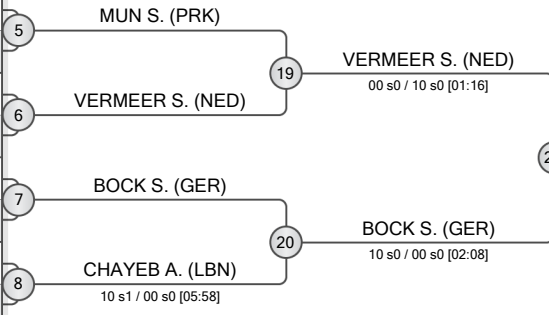 MUN S. (PRK)
5
19
VERMEER S. (NED)
00 s0 / 10 s0 [01:16]
VERMEER S. (NED)
6
BOCK S. (GER)
7
20
BOCK S. (GER)
10 s0 / 00 s0 [02:08]
CHAYEB A. (LBN)
8
10 s1 / 00 s0 [05:58]